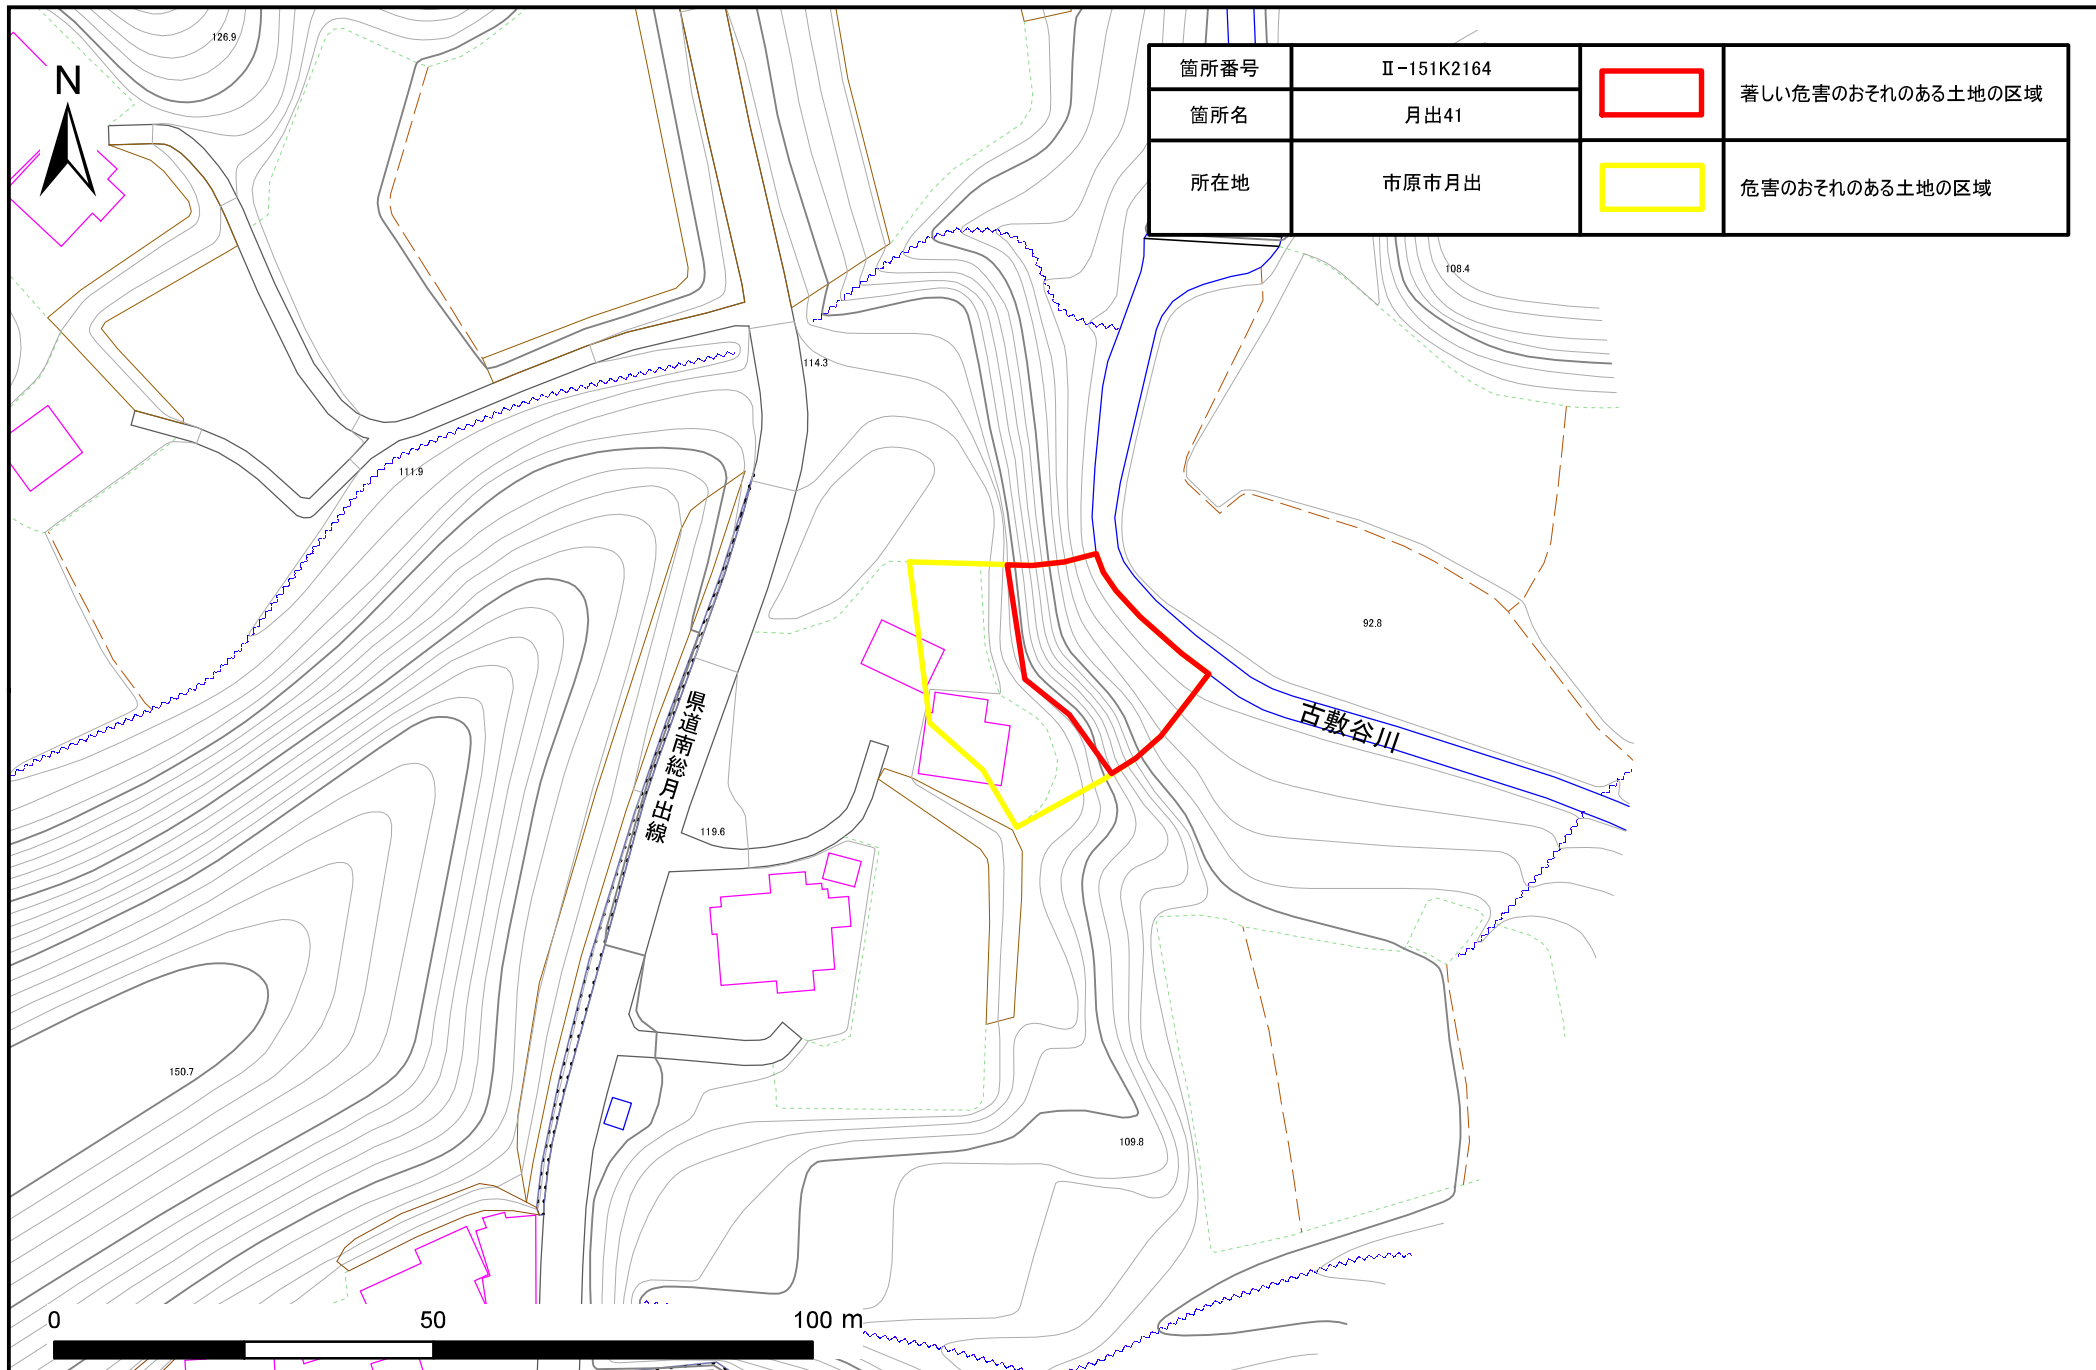 126.9
N
箇所番号 Ⅱ-151K2164
著しい危害のおそれのある土地の区域
箇所名 月出41
所在地 市原市月出
危害のおそれのある土地の区域
108.4
114.3
111.9
92.8
県道南総月出線
古敷谷川
119.6
150.7
109.8
0 50 100 m